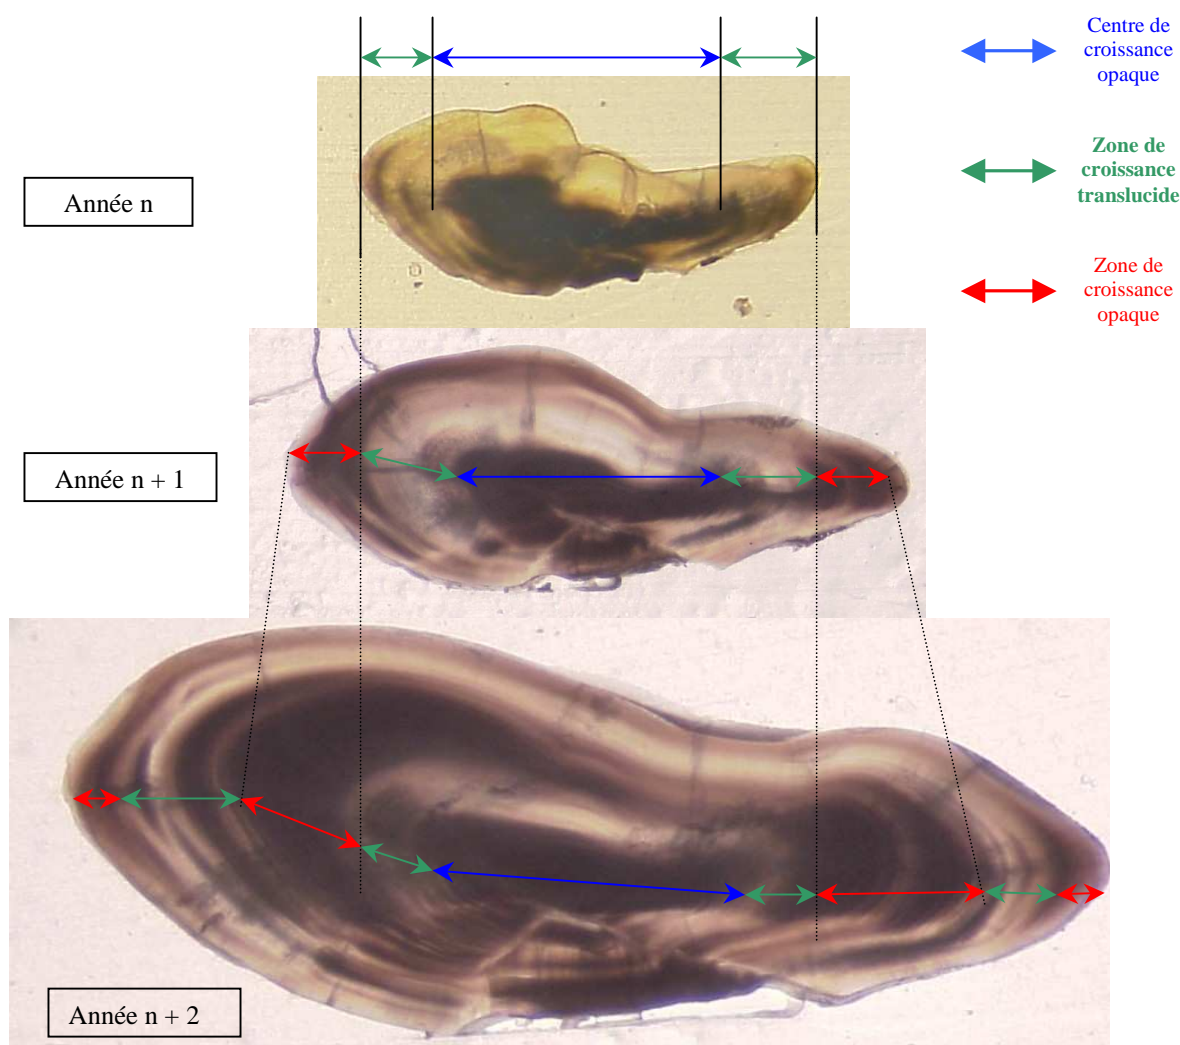 Centre de
croissance
opaque
Zone de
croissance
translucide
Zone de
croissance
opaque
Année n
Année n + 1
Année n + 2